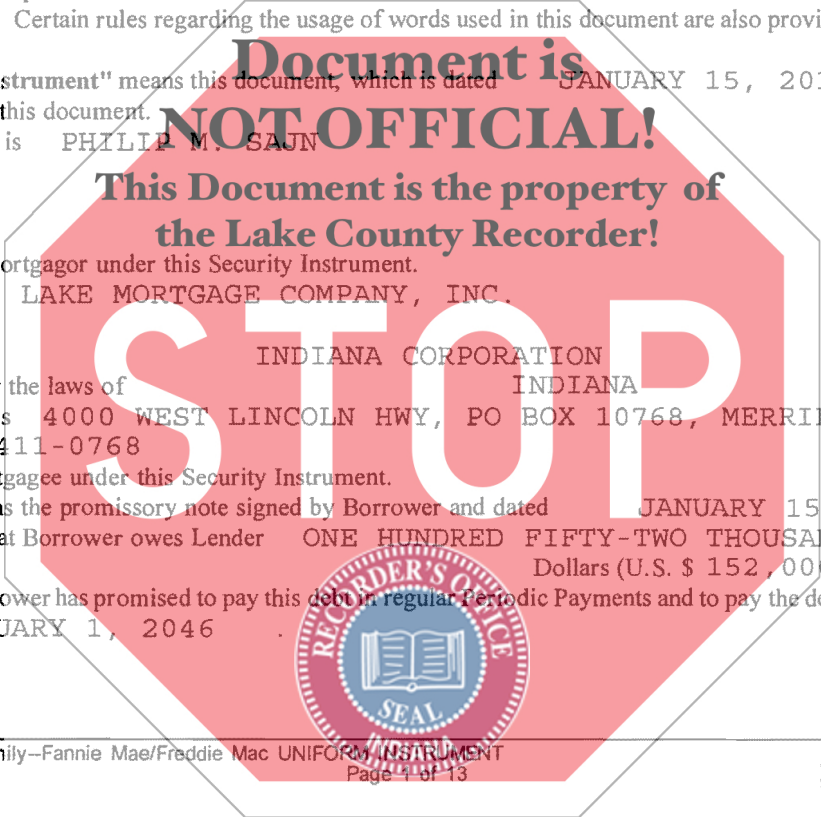 Certain rules regarding the usage of words used in this document are also provi
Document is
strument" means this document, which is dated JANUARY 15, 201
this document.
NOT OFFICIAL!
is PHILIP M. SAJN
This Document is the property of
the Lake County Recorder!
ortgagor under this Security Instrument.
LAKE MORTGAGE COMPANY, INC.
STOP
INDIANA CORPORATION
the laws of INDIANA
s 4000 WEST LINCOLN HWY, PO BOX 10768, MERRI
411-0768
tgagee under this Security Instrument.
s the promissory note signed by Borrower and dated JANUARY 15
at Borrower owes Lender ONE HUNDRED FIFTY-TWO THOUSA
Dollars (U.S. $ 152,00
ower has promised to pay this debt in regular Periodic Payments and to pay the de
UARY 1, 2046 .
RECORDER'S OFFICE
SEAL
INDIANA
ily--Fannie Mae/Freddie Mac UNIFORM INSTRUMENT
Page 1 of 13